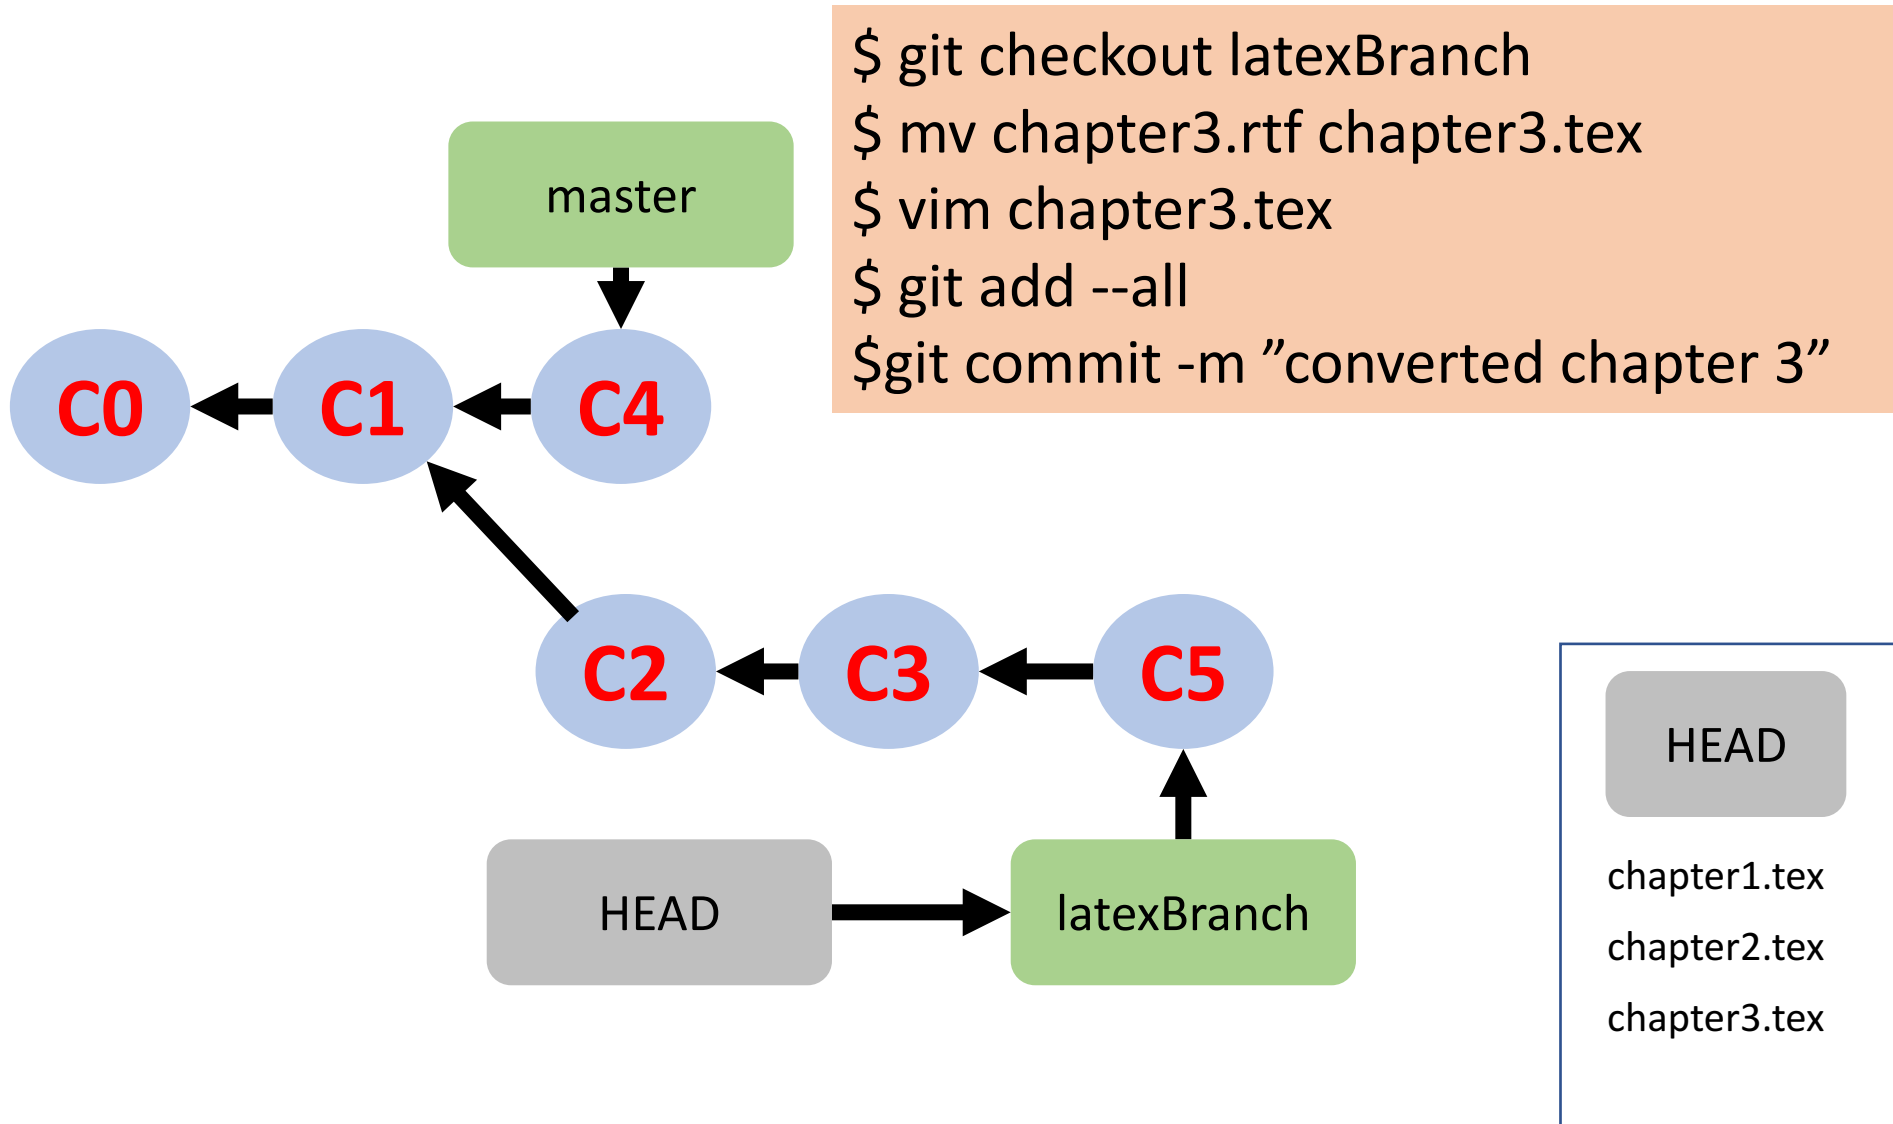 $ git checkout latexBranch
$ mv chapter3.rtf chapter3.tex
$ vim chapter3.tex
$ git add --all
$git commit -m ”converted chapter 3”
master
C0
C1
C4
C2
C3
C5
HEAD
latexBranch
HEAD
chapter1.tex
chapter2.tex
chapter3.tex